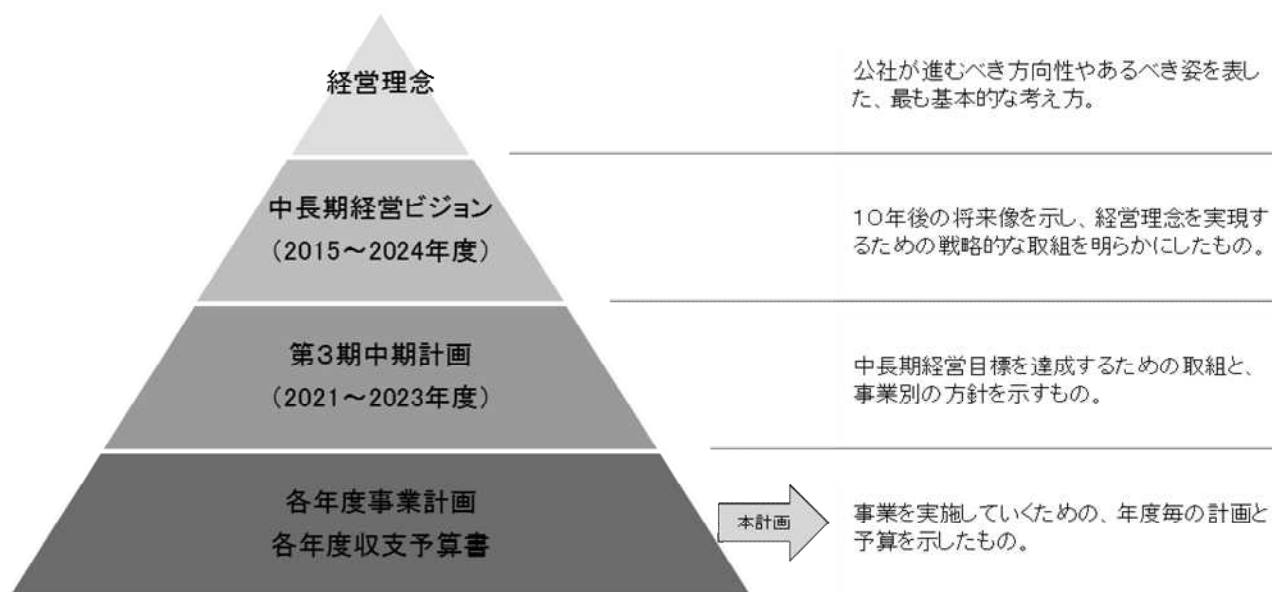 経営理念
公社が進むべき方向性やあるべき姿を表し
た、最も基本的な考え方。
中長期経営ビジョン
（2015～2024年度）
１０年後の将来像を示し、経営理念を実現す
るための戦略的な取組を明らかにしたもの。
第３期中期計画
（2021～2023年度）
中長期経営目標を達成するための取組と、
事業別の方針を示すもの。
各年度事業計画
各年度収支予算書
本計画
事業を実施していくための、年度毎の計画と
予算を示したもの。